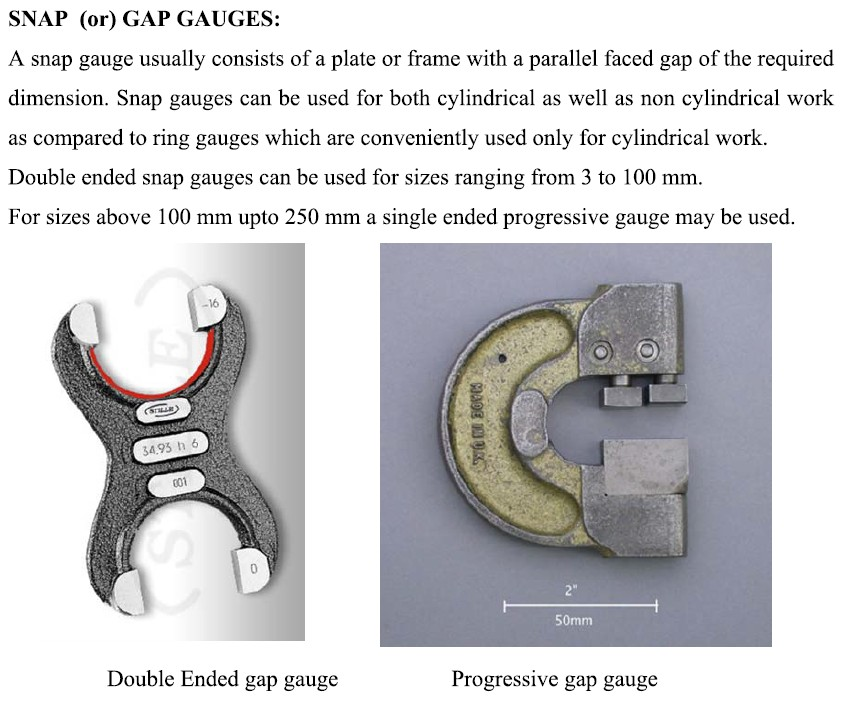 SNAP (or) GAP GAUGES:
A snap gauge usually consists of a plate or frame with a parallel faced gap of the required
dimension. Snap gauges can be used for both cylindrical as well as non cylindrical work
as compared to ring gauges which are conveniently used only for cylindrical work.
Double ended snap gauges can be used for sizes ranging from 3 to 100 mm.
For sizes above 100 mm upto 250 mm a single ended progressive gauge may be used.
-16
34.93 h 6
001
0
MADE IN
2"
50mm
Double Ended gap gauge
Progressive gap gauge